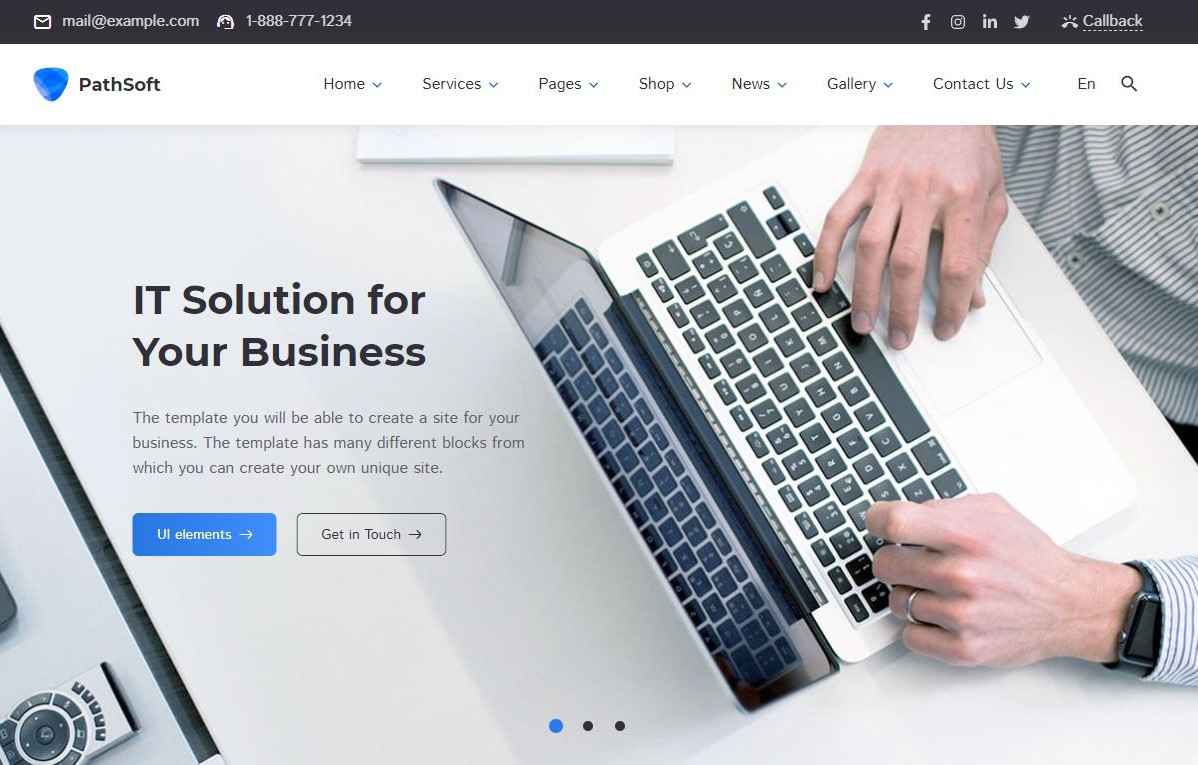 mail@example.com 1-888-777-1234 Callback
PathSoft Home Services Pages Shop News Gallery Contact Us En
IT Solution for
Your Business
The template you will be able to create a site for your
business. The template has many different blocks from
which you can create your own unique site.
UI elements → Get in Touch →